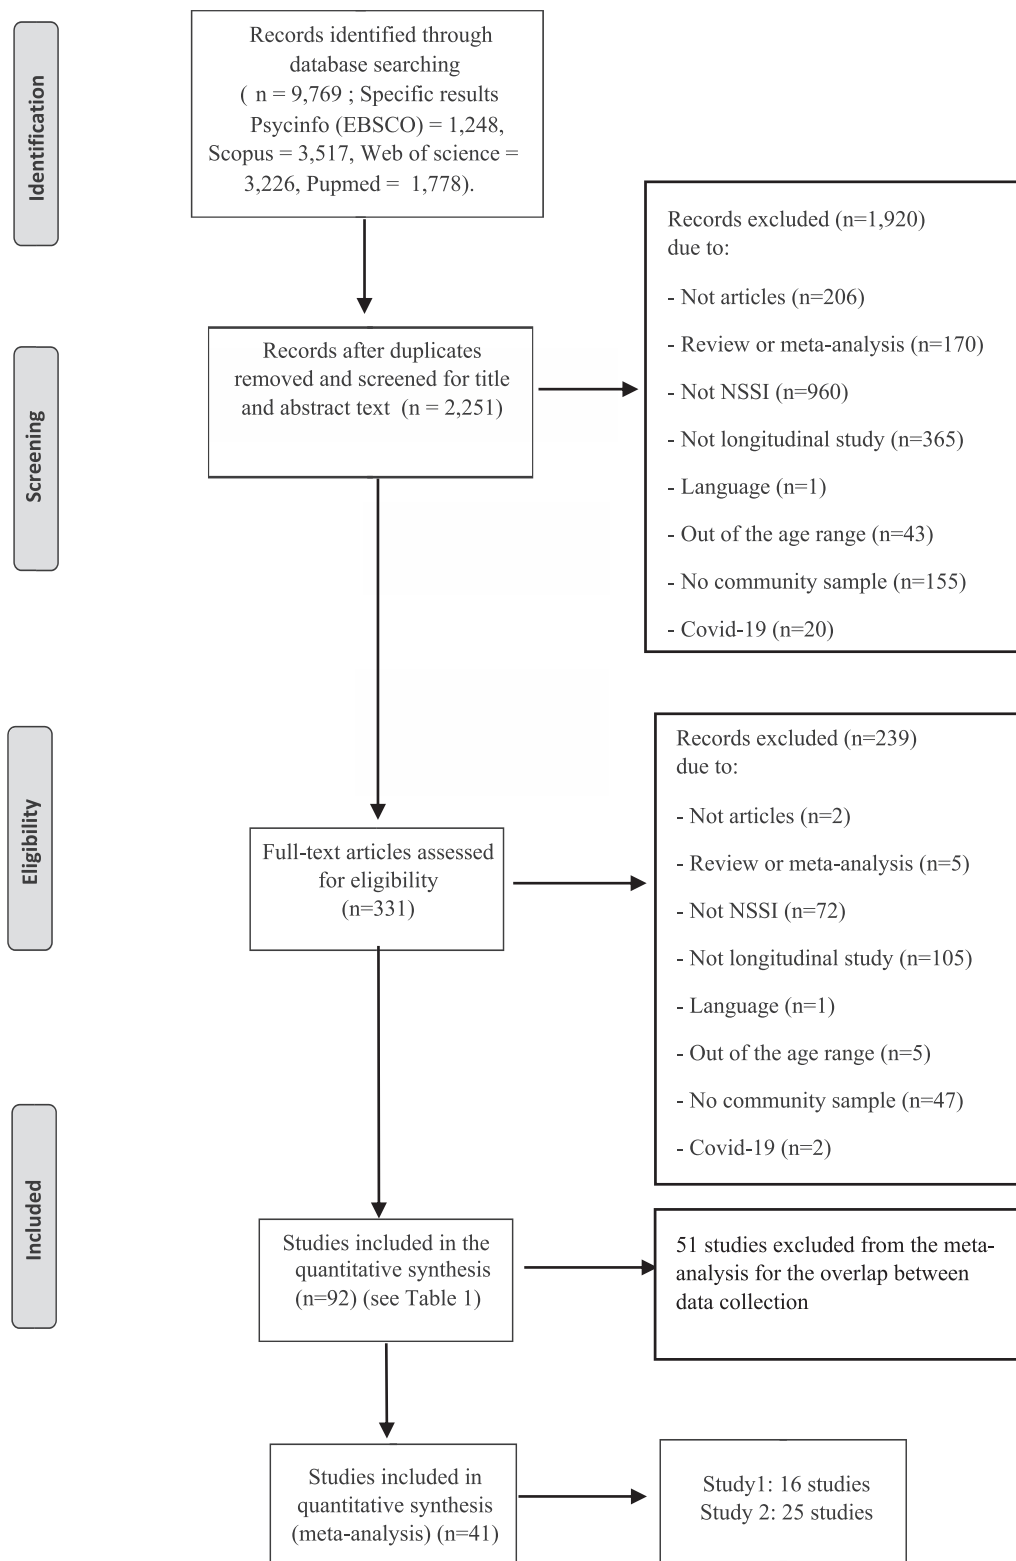 Identification
Records identified through
database searching
( n = 9,769 ; Specific results
Psycinfo (EBSCO) = 1,248,
Scopus = 3,517, Web of science =
3,226, Pupmed = 1,778).
Screening
Records after duplicates
removed and screened for title
and abstract text (n = 2,251)
Records excluded (n=1,920)
due to:
- Not articles (n=206)
- Review or meta-analysis (n=170)
- Not NSSI (n=960)
- Not longitudinal study (n=365)
- Language (n=1)
- Out of the age range (n=43)
- No community sample (n=155)
- Covid-19 (n=20)
Eligibility
Full-text articles assessed
for eligibility
(n=331)
Records excluded (n=239)
due to:
- Not articles (n=2)
- Review or meta-analysis (n=5)
- Not NSSI (n=72)
- Not longitudinal study (n=105)
- Language (n=1)
- Out of the age range (n=5)
- No community sample (n=47)
- Covid-19 (n=2)
Included
Studies included in the
quantitative synthesis
(n=92) (see Table 1)
51 studies excluded from the meta-
analysis for the overlap between
data collection
Studies included in
quantitative synthesis
(meta-analysis) (n=41)
Study1: 16 studies
Study 2: 25 studies